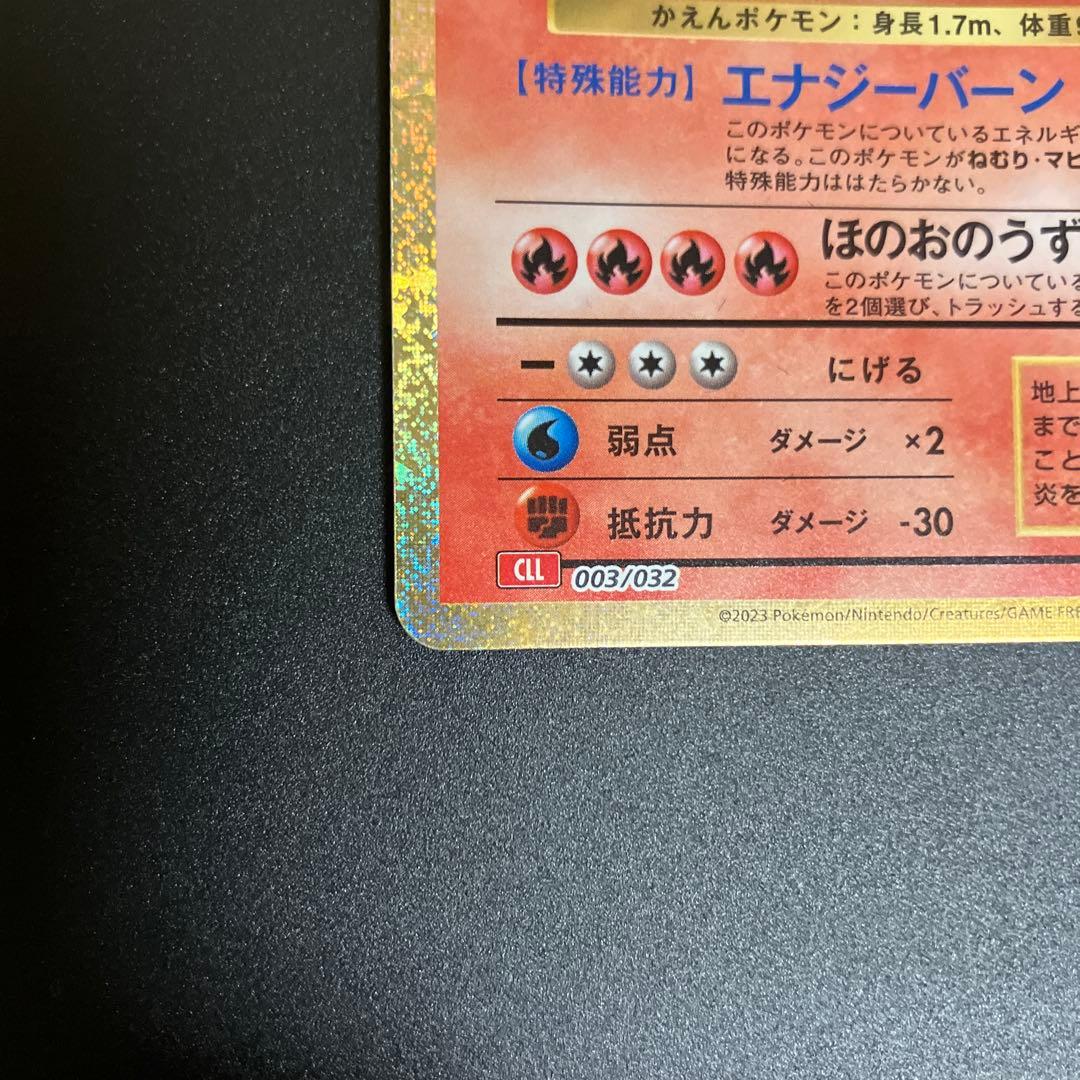 かえんポケモン：身長1.7m、体重9
【特殊能力】 エナジーバーン
このポケモンについているエネルギ
になる。このポケモンがねむり・マヒ
特殊能力ははたらかない。
ほのおのうず
このポケモンについている
を2個選び、トラッシュする
ー にげる
弱点 ダメージ ×2
抵抗力 ダメージ -30
地上
まで
こと
炎を
CLL 003/032
©2023 Pokémon/Nintendo/Creatures/GAME FRE